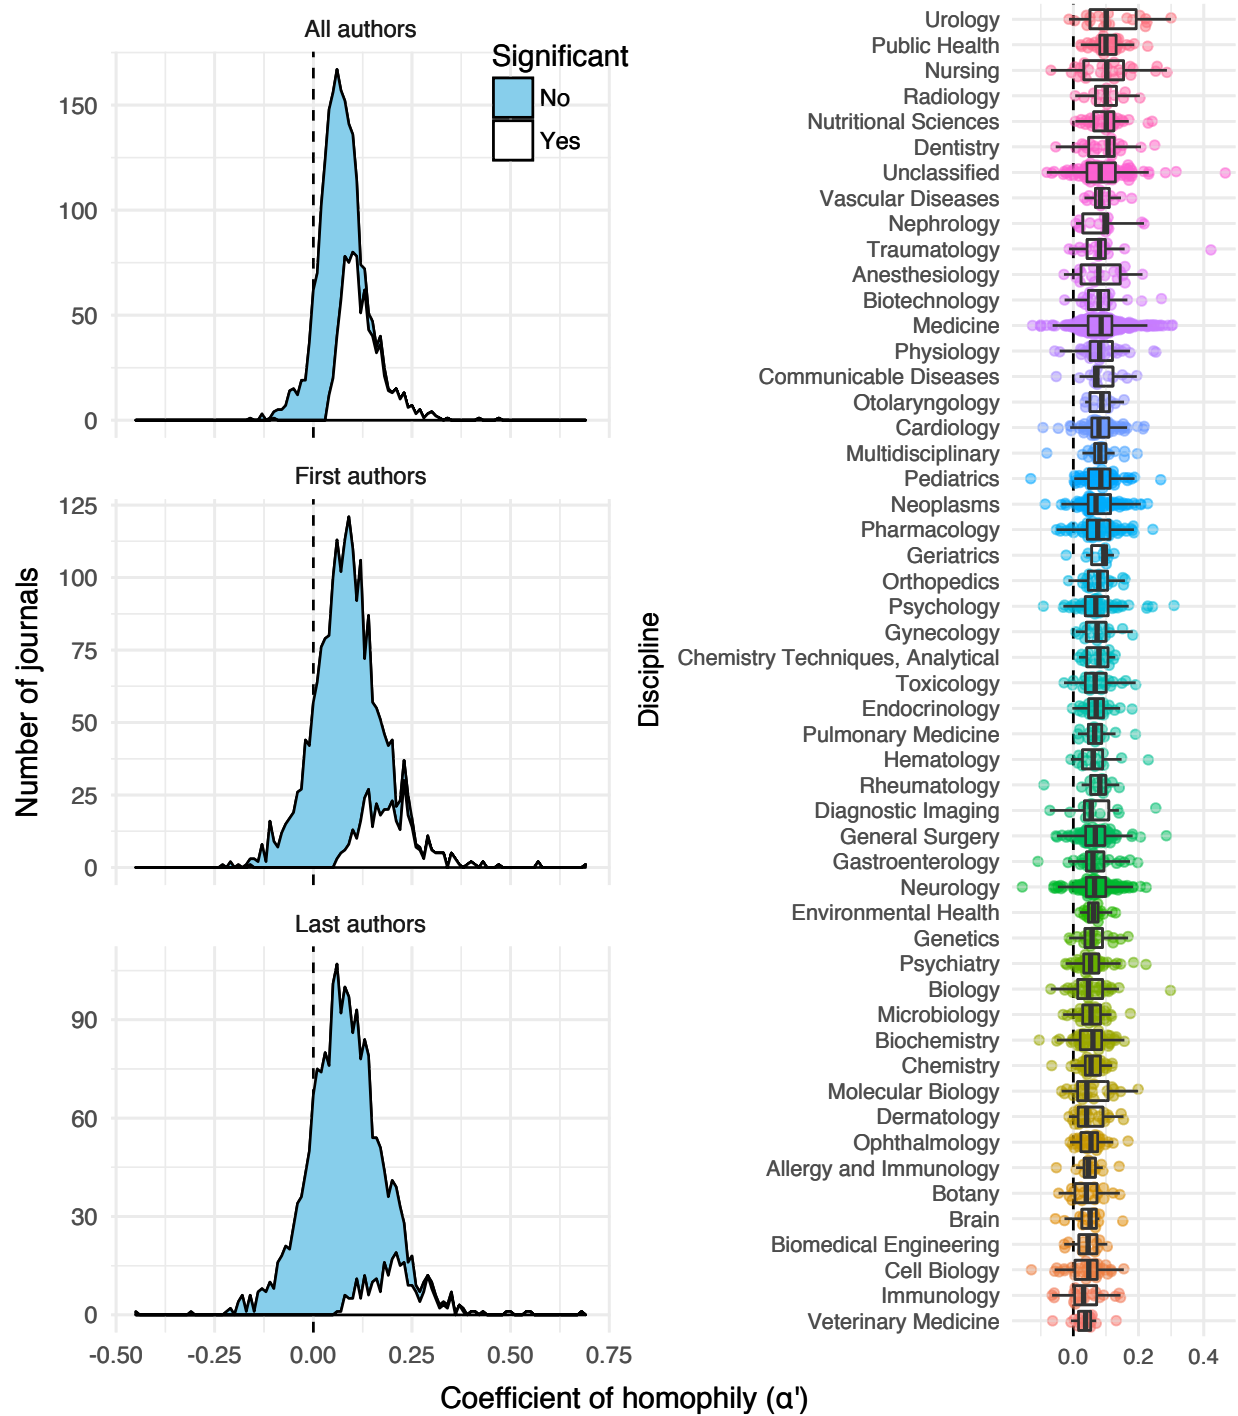 All authors
Significant
No
Yes
150
100
50
0
First authors
125
100
75
50
25
0
Last authors
90
60
30
0
-0.50
-0.25
0.00
0.25
0.50
0.75
Number of journals
Coefficient of homophily (α')
Discipline
Urology
Public Health
Nursing
Radiology
Nutritional Sciences
Dentistry
Unclassified
Vascular Diseases
Nephrology
Traumatology
Anesthesiology
Biotechnology
Medicine
Physiology
Communicable Diseases
Otolaryngology
Cardiology
Multidisciplinary
Pediatrics
Neoplasms
Pharmacology
Geriatrics
Orthopedics
Psychology
Gynecology
Chemistry Techniques, Analytical
Toxicology
Endocrinology
Pulmonary Medicine
Hematology
Rheumatology
Diagnostic Imaging
General Surgery
Gastroenterology
Neurology
Environmental Health
Genetics
Psychiatry
Biology
Microbiology
Biochemistry
Chemistry
Molecular Biology
Dermatology
Ophthalmology
Allergy and Immunology
Botany
Brain
Biomedical Engineering
Cell Biology
Immunology
Veterinary Medicine
0.0
0.2
0.4